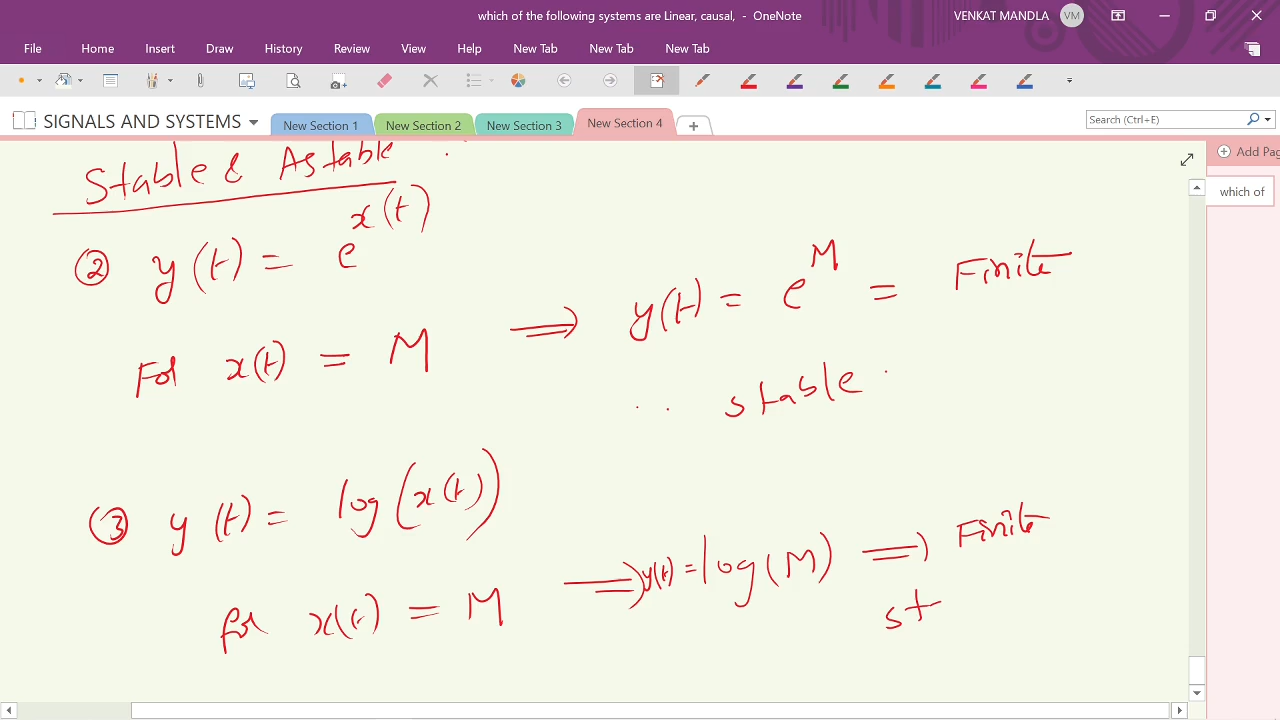 which of the following systems are Linear, causal, - OneNote
VENKAT MANDLA VM
File Home Insert Draw History Review View Help New Tab New Tab New Tab
SIGNALS AND SYSTEMS New Section 1 New Section 2 New Section 3 New Section 4 Search (Ctrl+E)
Add Pag
which of
Stable & Astable
② y(t) = e^x(t)
For x(t) = M ⟹ y(t) = e^M = Finite
∴ stable.
③ y(t) = log(x(t))
for x(t) = M ⟹ y(t) = log(M) ⟹ Finite
st